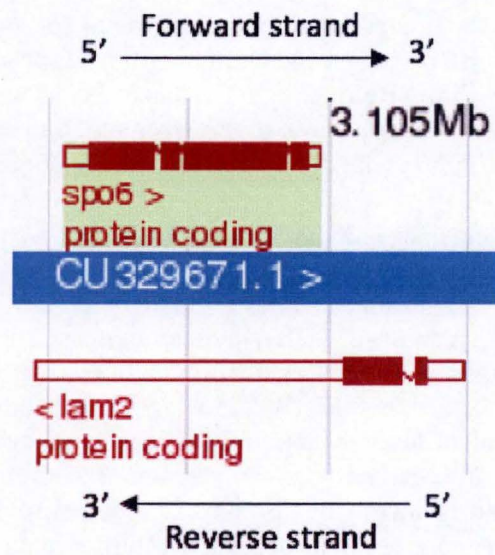 Forward strand
5’ 3’
3.105Mb
spo6 >
protein coding
CU329671.1 >
< lam2
protein coding
3’ 5’
Reverse strand